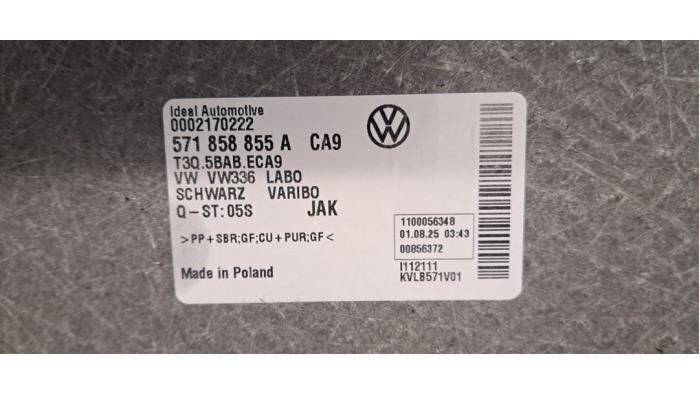 Ideal Automotive
0002170222
571 858 855 A CA9
T3Q.5BAB.ECA9
VW VW336 LABO
SCHWARZ VARIBO
Q-ST:05S JAK
>PP+SBR;GF;CU+PUR;GF<
Made in Poland
1100056348
01.08.25 03:43
00856372
I112111
KVLB571V01